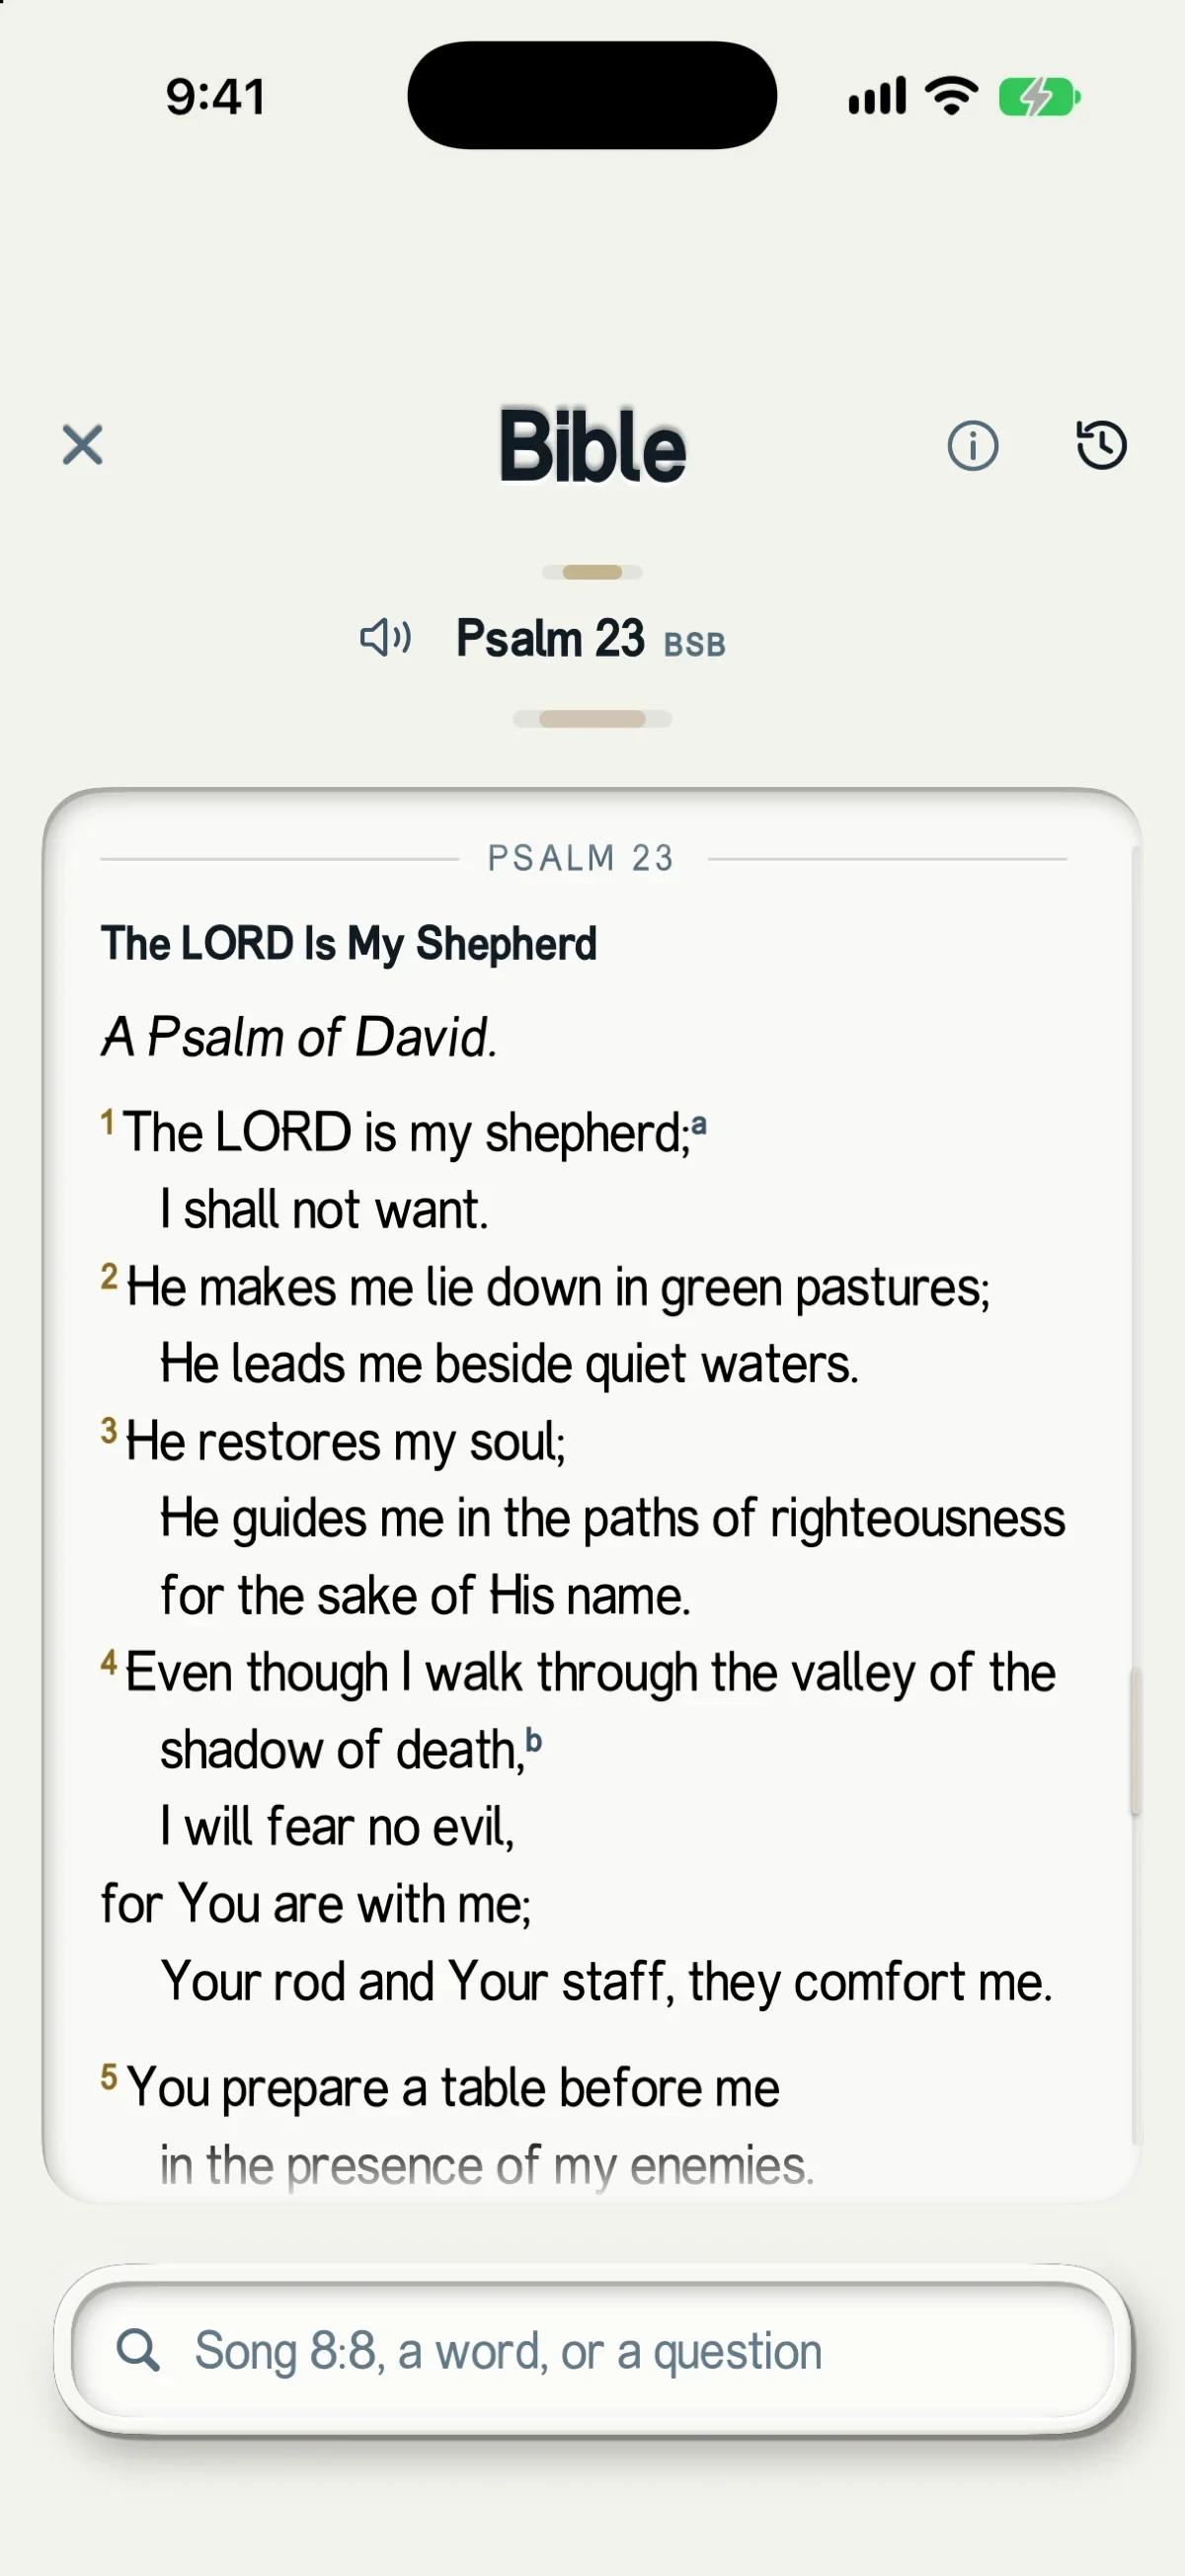 9:41
Bible
Psalm 23 BSB
PSALM 23
The LORD Is My Shepherd
A Psalm of David.
1 The LORD is my shepherd;a
I shall not want.
2 He makes me lie down in green pastures;
He leads me beside quiet waters.
3 He restores my soul;
He guides me in the paths of righteousness
for the sake of His name.
4 Even though I walk through the valley of the
shadow of death,b
I will fear no evil,
for You are with me;
Your rod and Your staff, they comfort me.
5 You prepare a table before me
in the presence of my enemies.
Song 8:8, a word, or a question